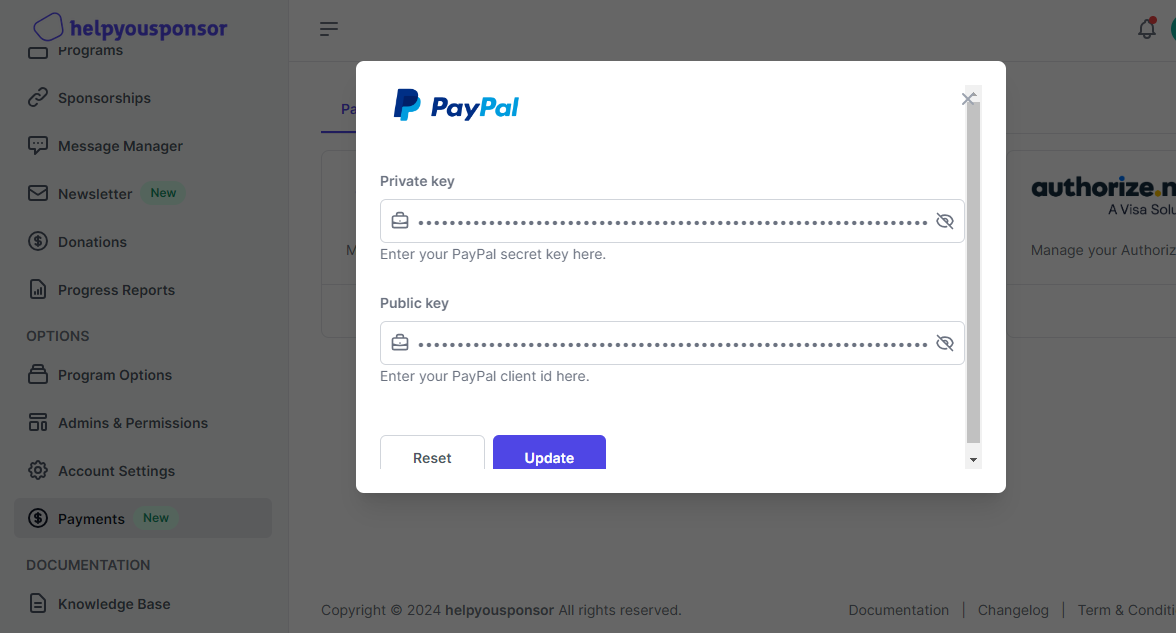 helpyousponsor
Programs
Sponsorships
Message Manager
Newsletter New
Donations
Progress Reports
OPTIONS
Program Options
Admins & Permissions
Account Settings
Payments New
DOCUMENTATION
Knowledge Base
Pa
M
PayPal
Private key
Enter your PayPal secret key here.
Public key
Enter your PayPal client id here.
Reset Update
authorize.n
A Visa Solu
Manage your Authoriz
Copyright © 2024 helpyousponsor All rights reserved.
Documentation | Changelog | Term & Conditi